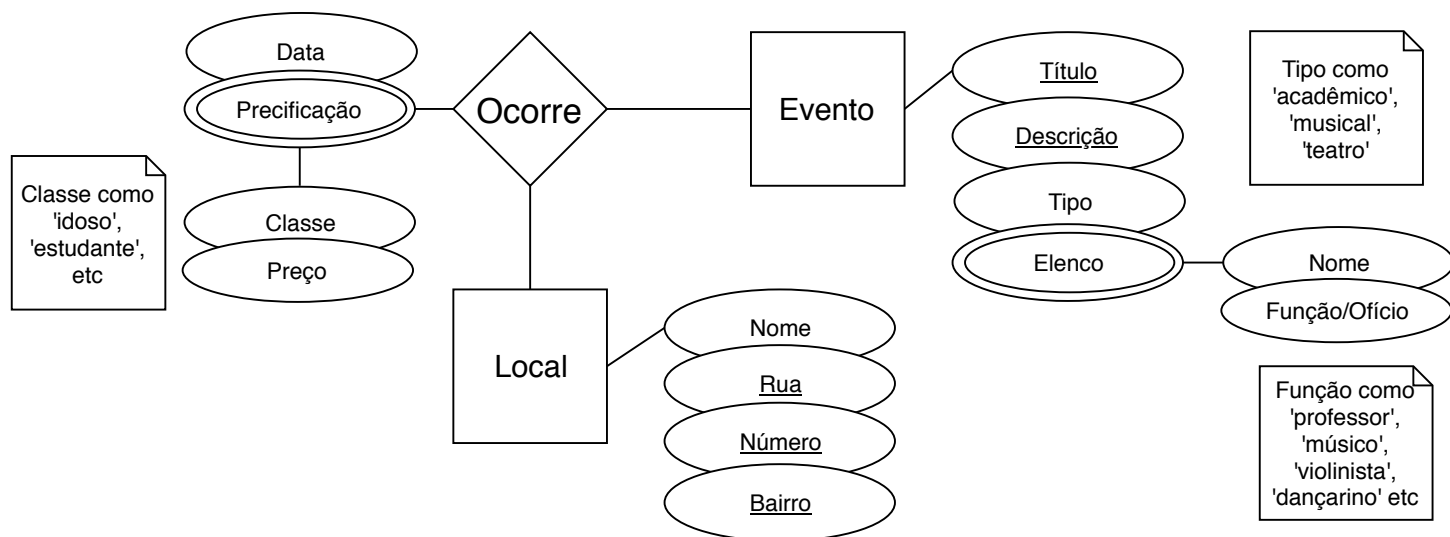 Data
Precificação
Classe
Preço
Classe como
'idoso',
'estudante',
etc
Ocorre
Evento
Título
Descrição
Tipo
Elenco
Nome
Função/Ofício
Tipo como
'acadêmico',
'musical',
'teatro'
Função como
'professor',
'músico',
'violinista',
'dançarino' etc
Local
Nome
Rua
Número
Bairro